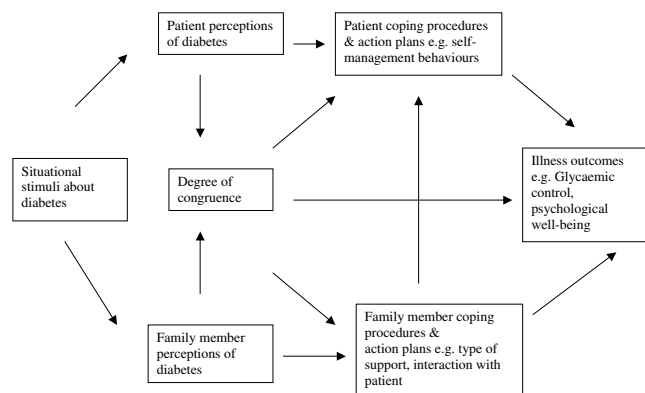 Patient perceptions
of diabetes
Patient coping procedures
& action plans e.g. self-
management behaviours
Situational
stimuli about
diabetes
Degree of
congruence
Illness outcomes
e.g. Glycaemic
control,
psychological
well-being
Family member
perceptions of
diabetes
Family member coping
procedures &
action plans e.g. type of
support, interaction with
patient